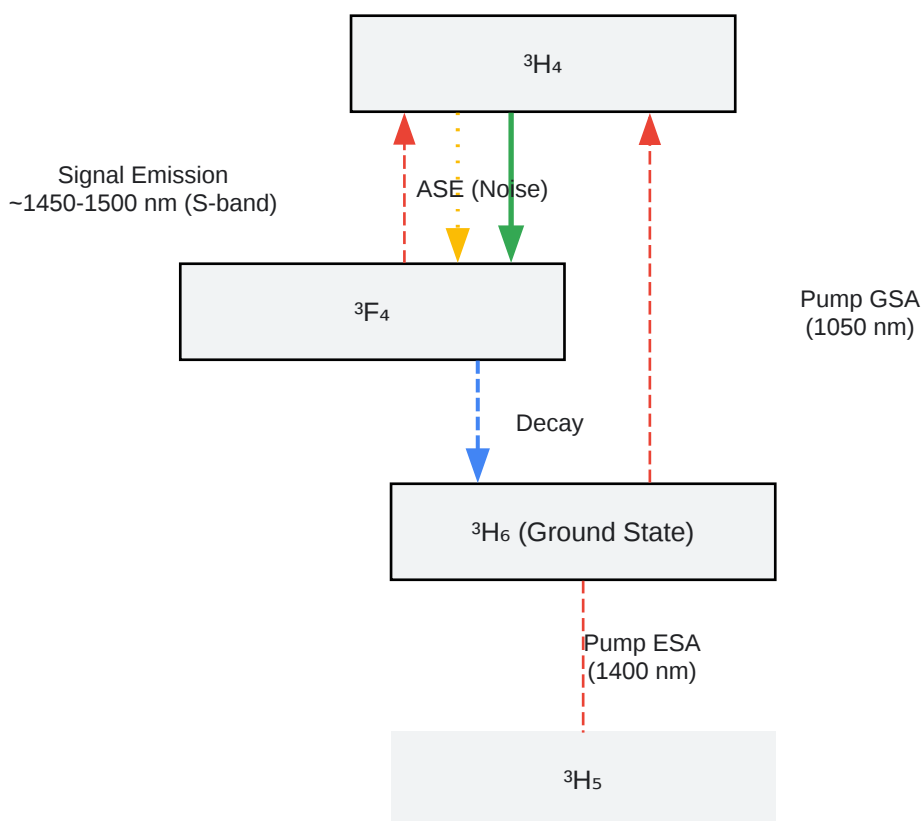 ³H₄
Signal Emission
~1450-1500 nm (S-band)
ASE (Noise)
³F₄
Pump GSA
(1050 nm)
Decay
³H₆ (Ground State)
Pump ESA
(1400 nm)
³H₅